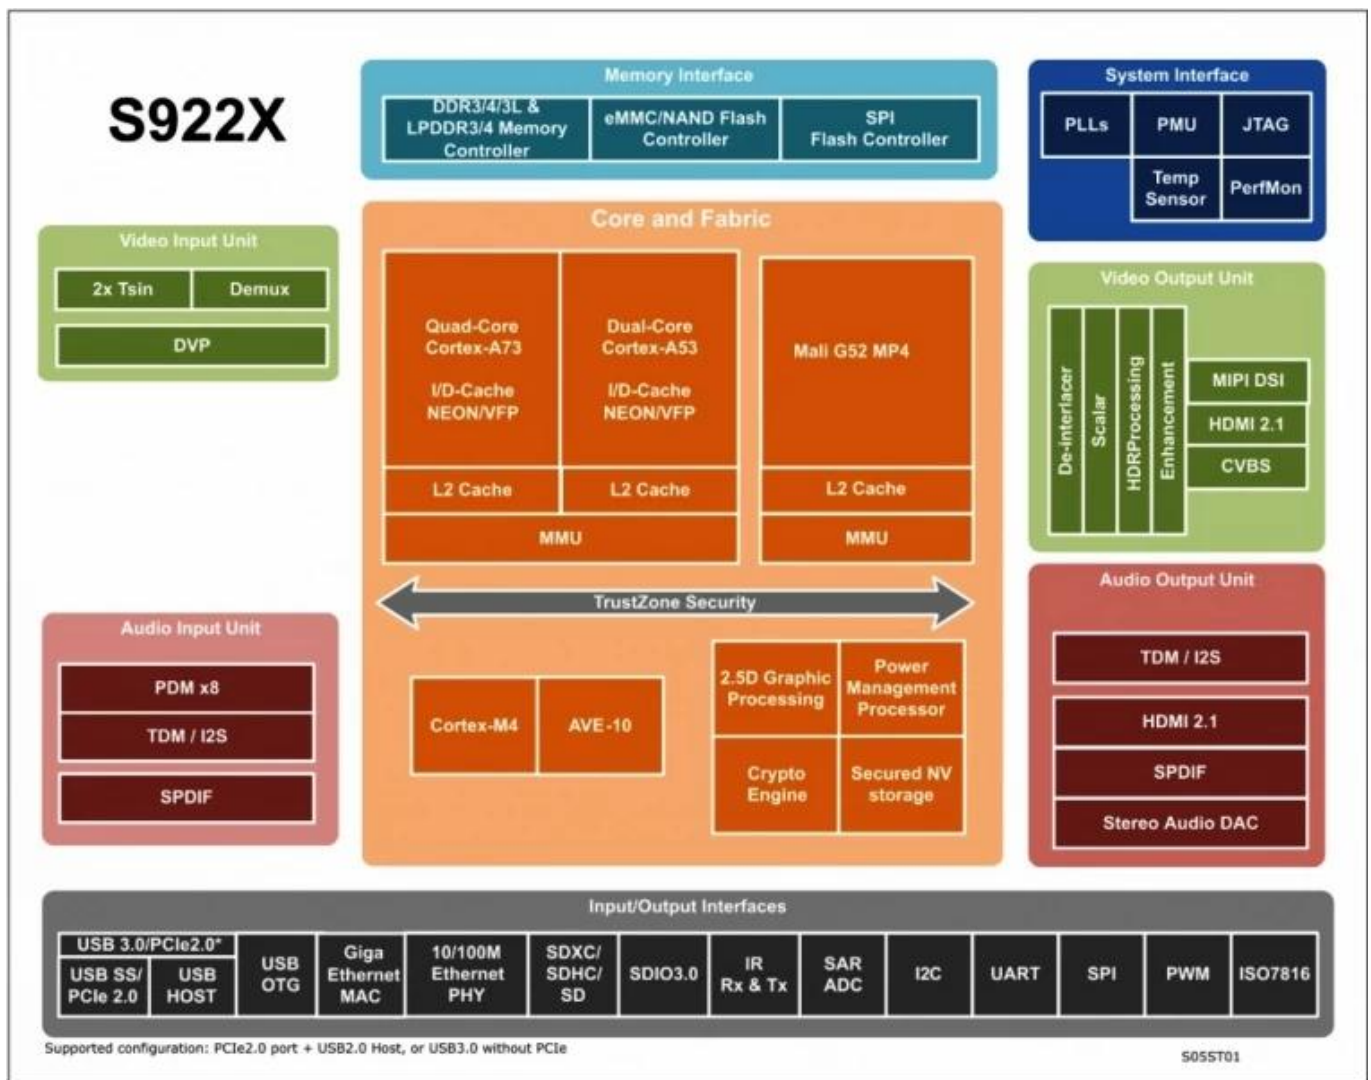 S922X
Memory Interface
DDR3/4/3L &
LPDDR3/4 Memory
Controller
eMMC/NAND Flash
Controller
SPI
Flash Controller
System Interface
PLLs
PMU
JTAG
Temp
Sensor
PerfMon
Video Input Unit
2x Tsin
Demux
DVP
Core and Fabric
Quad-Core
Cortex-A73
I/D-Cache
NEON/VFP
L2 Cache
Dual-Core
Cortex-A53
I/D-Cache
NEON/VFP
L2 Cache
MMU
Mali G52 MP4
L2 Cache
MMU
TrustZone Security
Cortex-M4
AVE-10
2.5D Graphic
Processing
Power
Management
Processor
Crypto
Engine
Secured NV
storage
Video Output Unit
De-interlacer
Scalar
HDRProcessing
Enhancement
MIPI DSI
HDMI 2.1
CVBS
Audio Input Unit
PDM x8
TDM / I2S
SPDIF
Audio Output Unit
TDM / I2S
HDMI 2.1
SPDIF
Stereo Audio DAC
Input/Output Interfaces
USB 3.0/PCIe2.0*
USB SS/
PCIe 2.0
USB
HOST
USB
OTG
Giga
Ethernet
MAC
10/100M
Ethernet
PHY
SDXC/
SDHC/
SD
SDIO3.0
IR
Rx & Tx
SAR
ADC
I2C
UART
SPI
PWM
ISO7816
Supported configuration: PCIe2.0 port + USB2.0 Host, or USB3.0 without PCIe
S05ST01